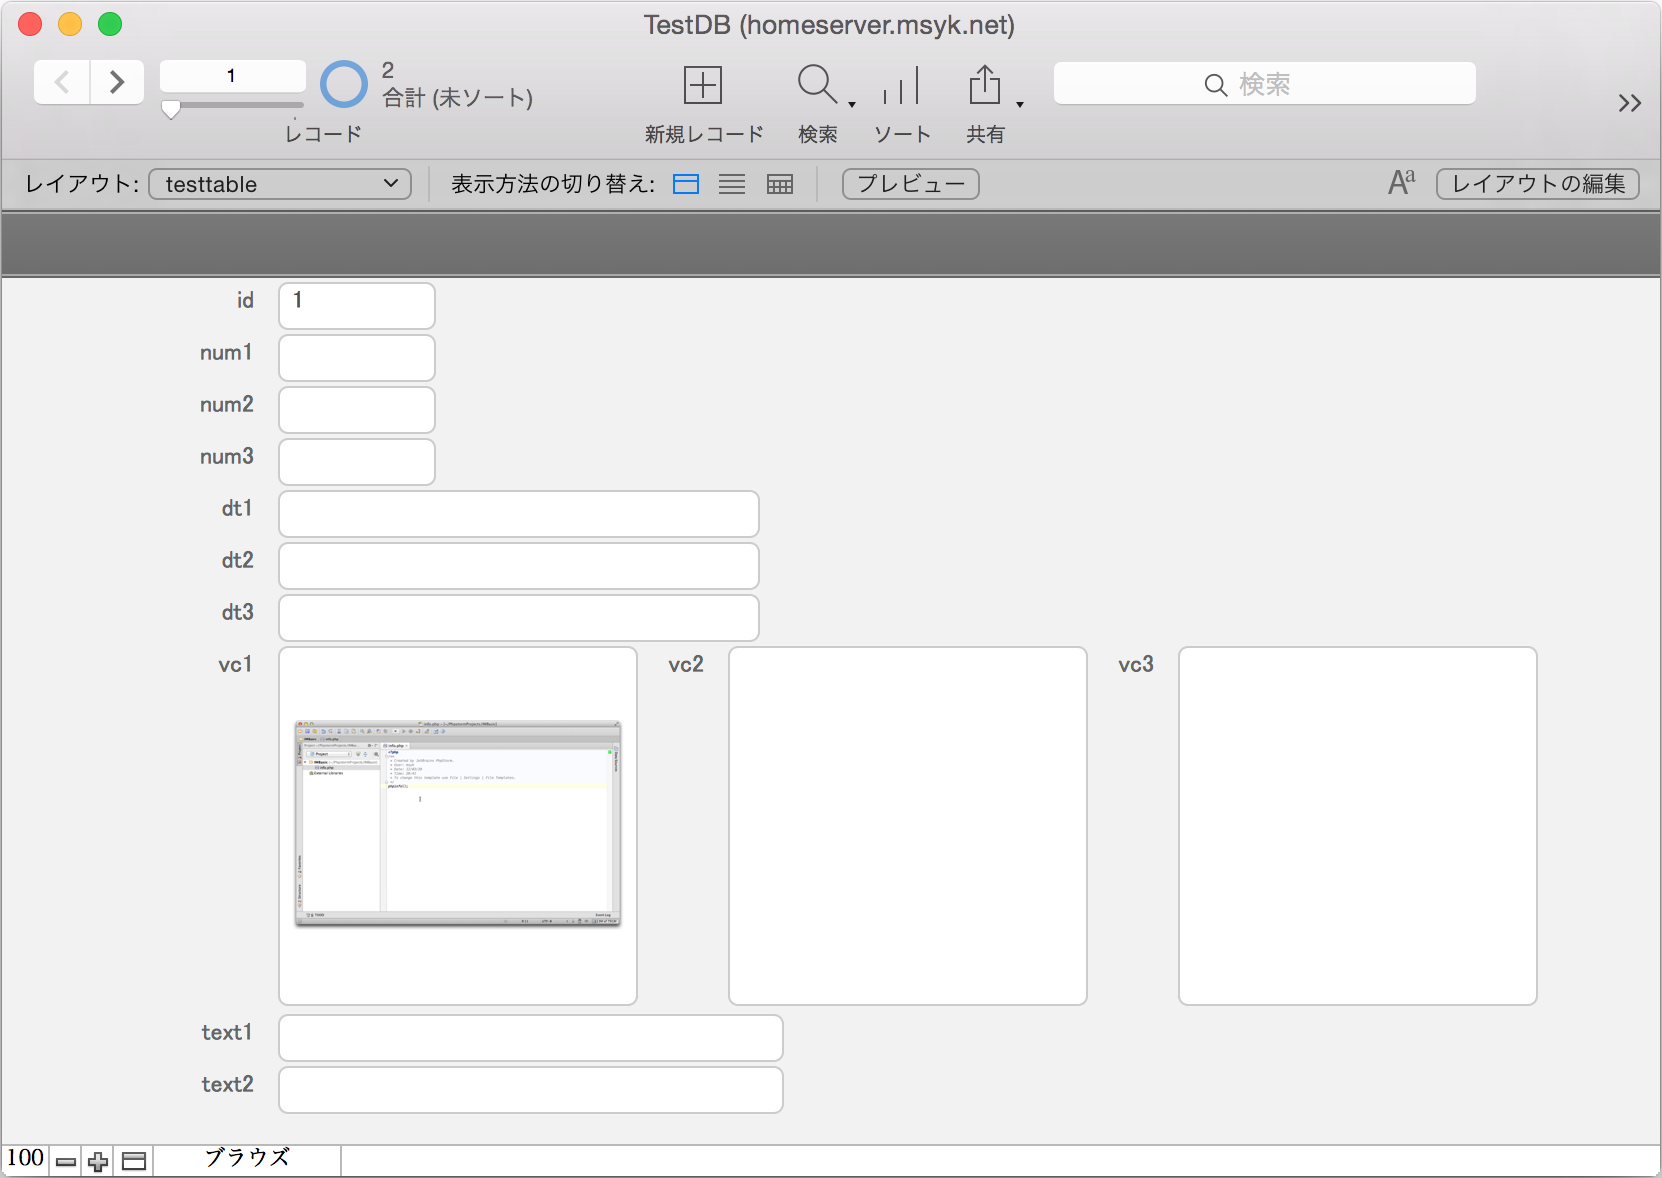 TestDB (homeserver.msyk.net)
1
2
合計 (未ソート)
検索
レコード
新規レコード
検索
ソート
共有
レイアウト: testtable
表示方法の切り替え:
プレビュー
Aa
レイアウトの編集
id 1
num1
num2
num3
dt1
dt2
dt3
vc1
vc2
vc3
info.php
<?php
phpinfo();
text1
text2
100
ブラウズ